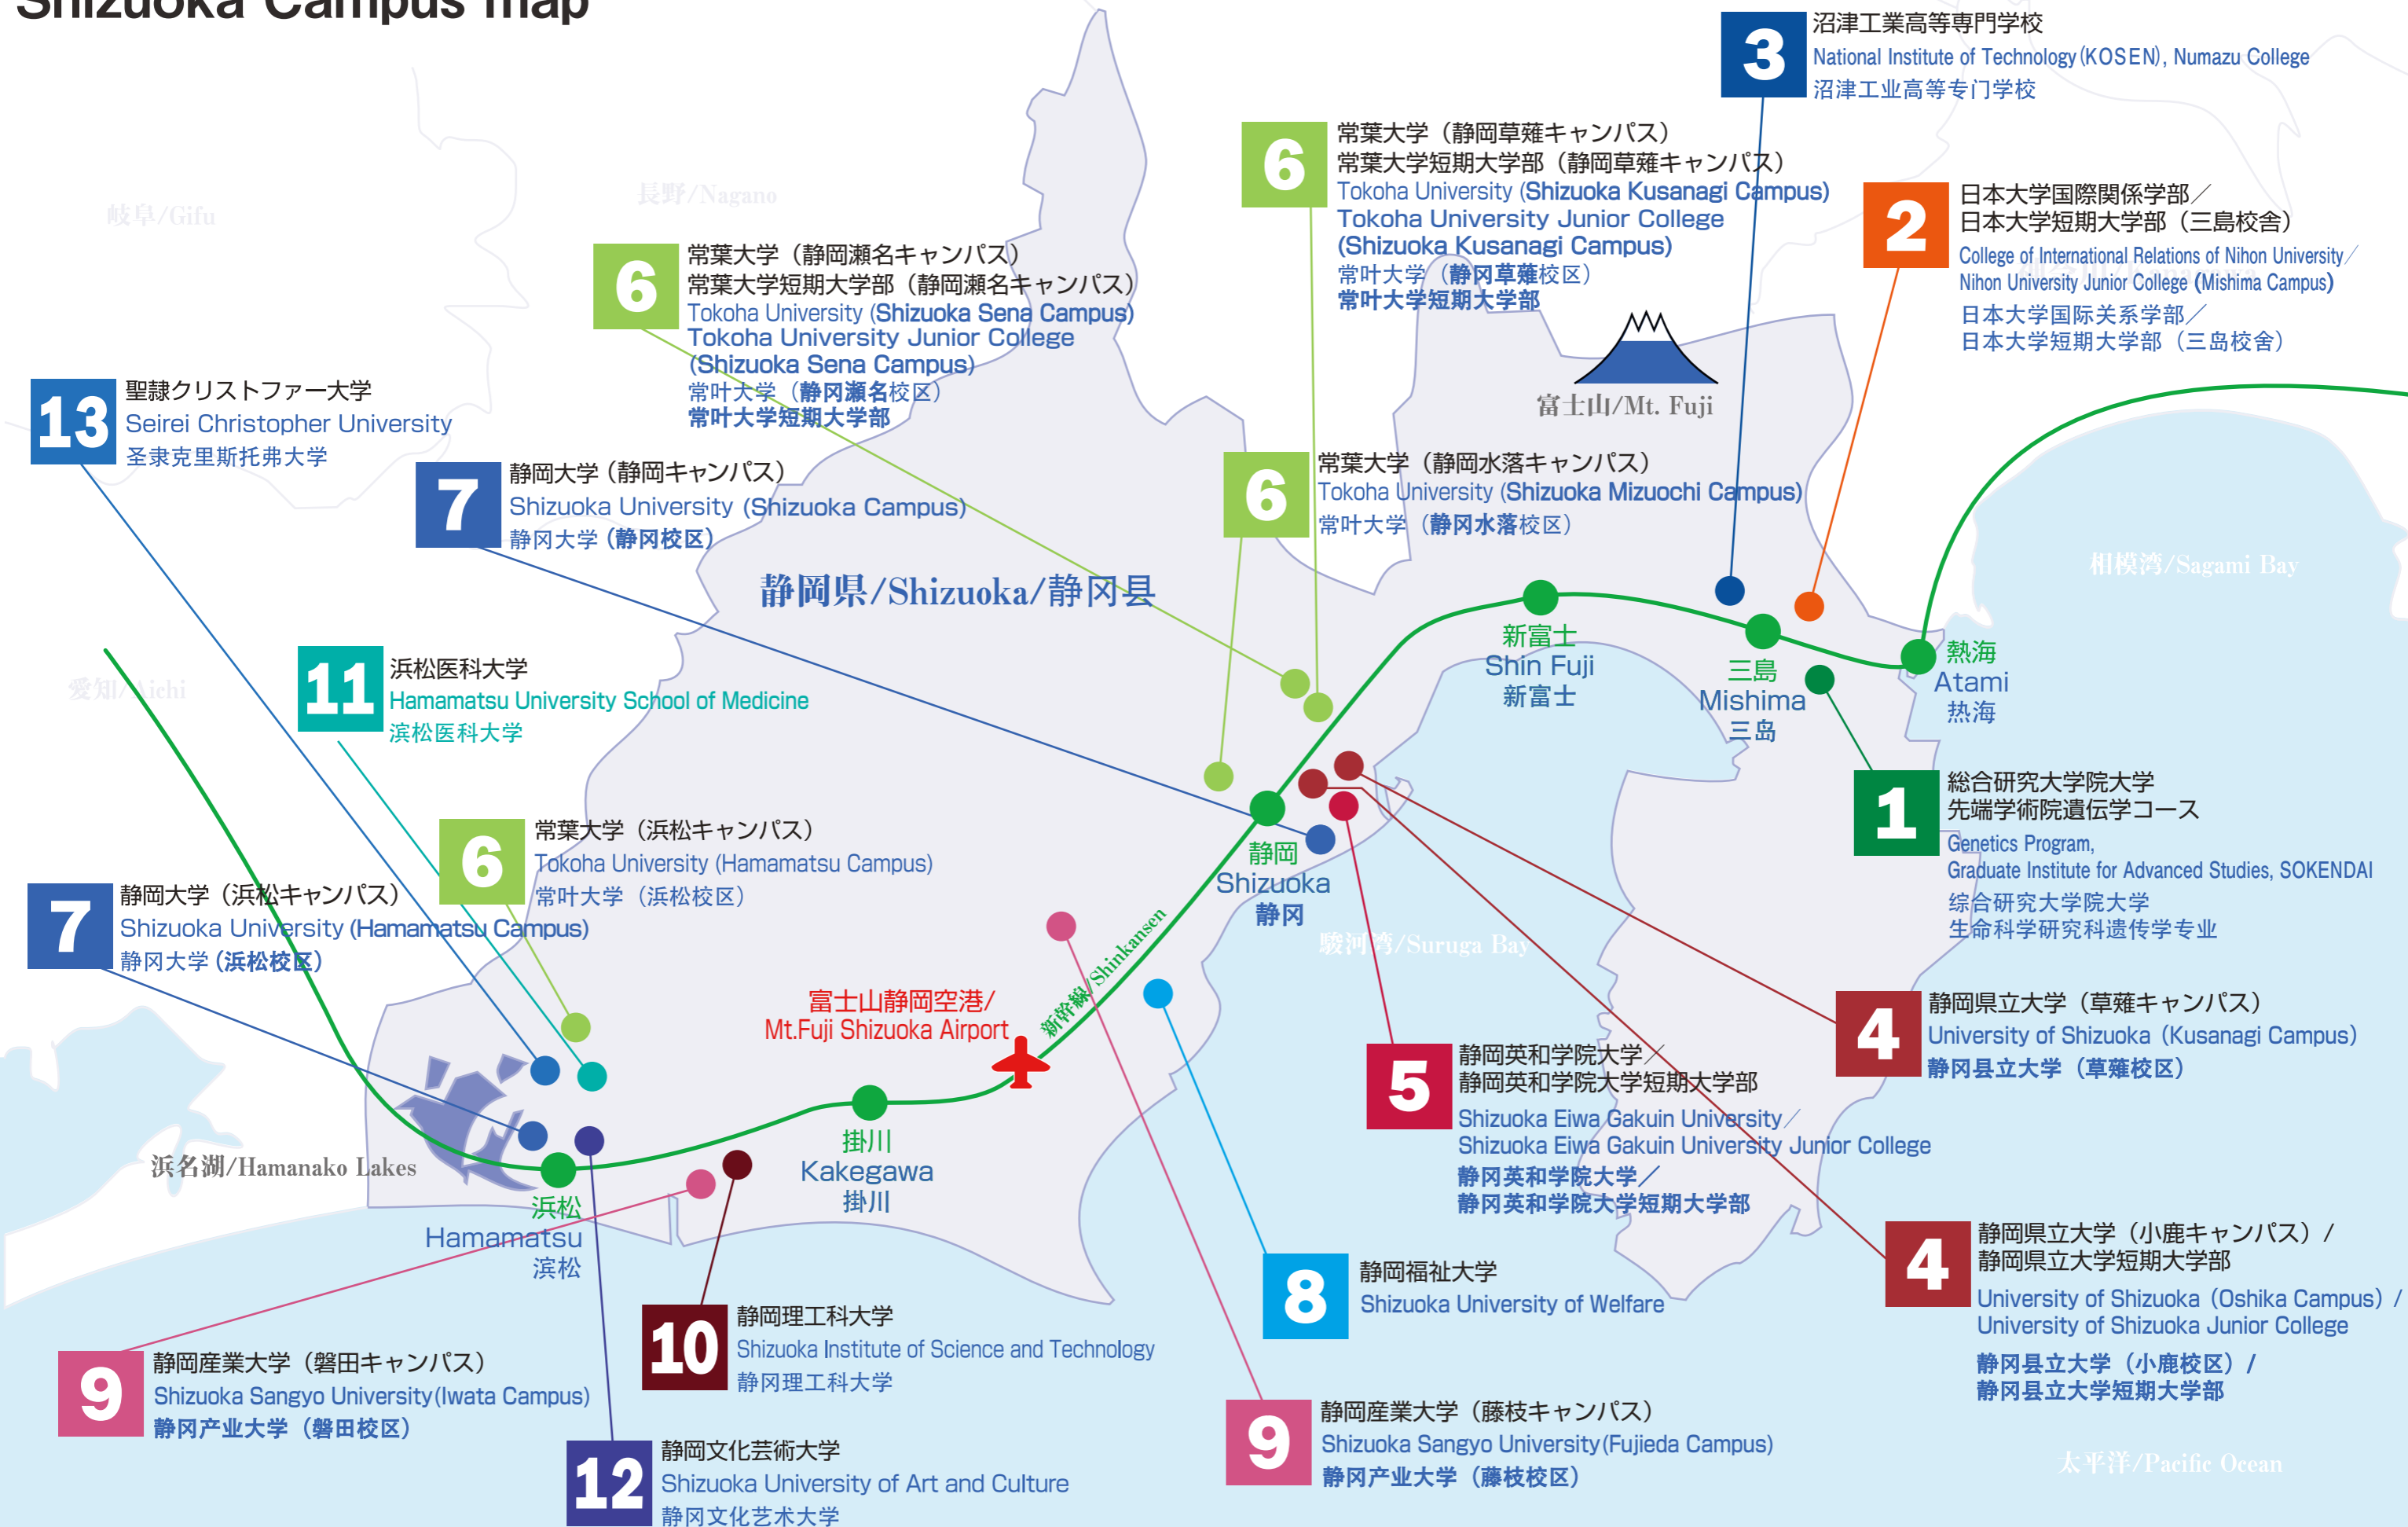 Shizuoka Campus map
3
沼津工業高等専門学校
National Institute of Technology(KOSEN), Numazu College
沼津工业高等专门学校
6
常葉大学（静岡草薙キャンパス）
常葉大学短期大学部（静岡草薙キャンパス）
Tokoha University (Shizuoka Kusanagi Campus)
Tokoha University Junior College
(Shizuoka Kusanagi Campus)
常叶大学（静冈草薙校区）
常叶大学短期大学部
2
日本大学国際関係学部／
日本大学短期大学部（三島校舎）
College of International Relations of Nihon University／
Nihon University Junior College (Mishima Campus)
日本大学国际关系学部／
日本大学短期大学部（三岛校舍）
岐阜/Gifu
長野/Nagano
6
常葉大学（静岡瀬名キャンパス）
常葉大学短期大学部（静岡瀬名キャンパス）
Tokoha University (Shizuoka Sena Campus)
Tokoha University Junior College
(Shizuoka Sena Campus)
常叶大学（静冈瀬名校区）
常叶大学短期大学部
富士山/Mt. Fuji
13
聖隷クリストファー大学
Seirei Christopher University
圣隶克里斯托弗大学
7
静岡大学（静岡キャンパス）
Shizuoka University (Shizuoka Campus)
静冈大学（静冈校区）
6
常葉大学（静岡水落キャンパス）
Tokoha University (Shizuoka Mizuochi Campus)
常叶大学（静冈水落校区）
相模湾/Sagami Bay
静岡県/Shizuoka/静冈县
新富士
Shin Fuji
新富士
三島
Mishima
三岛
熱海
Atami
热海
愛知/Aichi
11
浜松医科大学
Hamamatsu University School of Medicine
滨松医科大学
1
総合研究大学院大学
先端学術院遺伝学コース
Genetics Program,
Graduate Institute for Advanced Studies, SOKENDAI
综合研究大学院大学
生命科学研究科遗传学专业
6
常葉大学（浜松キャンパス）
Tokoha University (Hamamatsu Campus)
常叶大学（浜松校区）
静岡
Shizuoka
静冈
7
静岡大学（浜松キャンパス）
Shizuoka University (Hamamatsu Campus)
静冈大学（浜松校区）
駿河湾/Suruga Bay
新幹線/Shinkansen
富士山静岡空港/
Mt.Fuji Shizuoka Airport
4
静岡県立大学（草薙キャンパス）
University of Shizuoka（Kusanagi Campus）
静冈县立大学（草薙校区）
5
静岡英和学院大学／
静岡英和学院大学短期大学部
Shizuoka Eiwa Gakuin University／
Shizuoka Eiwa Gakuin University Junior College
静冈英和学院大学／
静冈英和学院大学短期大学部
浜名湖/Hamanako Lakes
掛川
Kakegawa
掛川
浜松
Hamamatsu
滨松
4
静岡県立大学（小鹿キャンパス）/
静岡県立大学短期大学部
University of Shizuoka（Oshika Campus）/
University of Shizuoka Junior College
静冈县立大学（小鹿校区）/
静冈县立大学短期大学部
8
静岡福祉大学
Shizuoka University of Welfare
10
静岡理工科大学
Shizuoka Institute of Science and Technology
静冈理工科大学
9
静岡産業大学（磐田キャンパス）
Shizuoka Sangyo University(Iwata Campus)
静冈产业大学（磐田校区）
9
静岡産業大学（藤枝キャンパス）
Shizuoka Sangyo University(Fujieda Campus)
静冈产业大学（藤枝校区）
12
静岡文化芸術大学
Shizuoka University of Art and Culture
静冈文化艺术大学
太平洋/Pacific Ocean